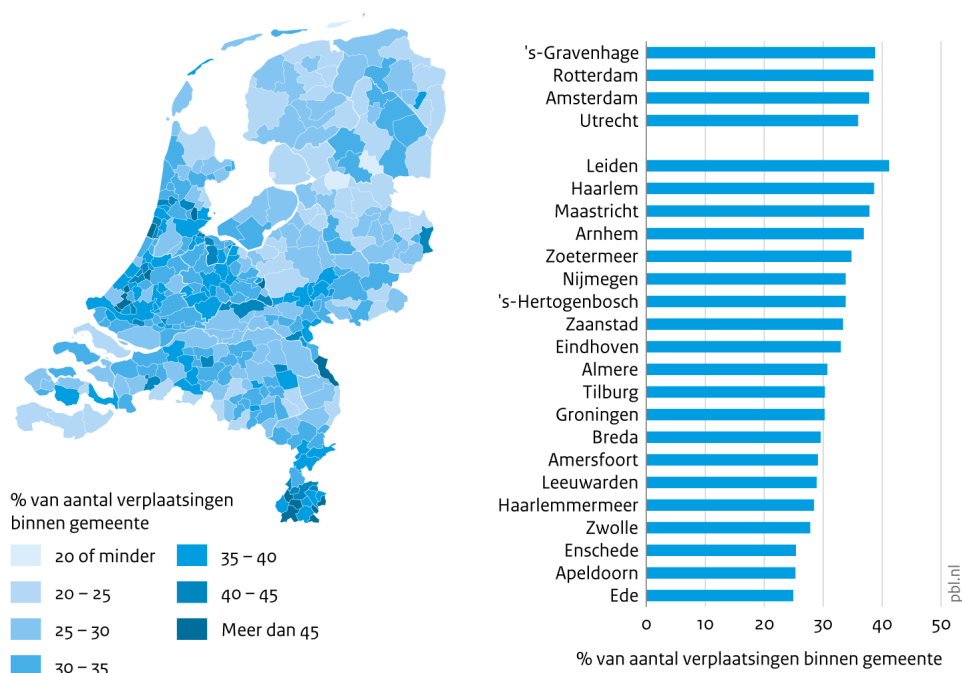 % van aantal verplaatsingen
binnen gemeente
20 of minder
20 – 25
25 – 30
30 – 35
35 – 40
40 – 45
Meer dan 45
's-Gravenhage
Rotterdam
Amsterdam
Utrecht
Leiden
Haarlem
Maastricht
Arnhem
Zoetermeer
Nijmegen
's-Hertogenbosch
Zaanstad
Eindhoven
Almere
Tilburg
Groningen
Breda
Amersfoort
Leeuwarden
Haarlemmermeer
Zwolle
Enschede
Apeldoorn
Ede
0 10 20 30 40 50
% van aantal verplaatsingen binnen gemeente
pbl.nl